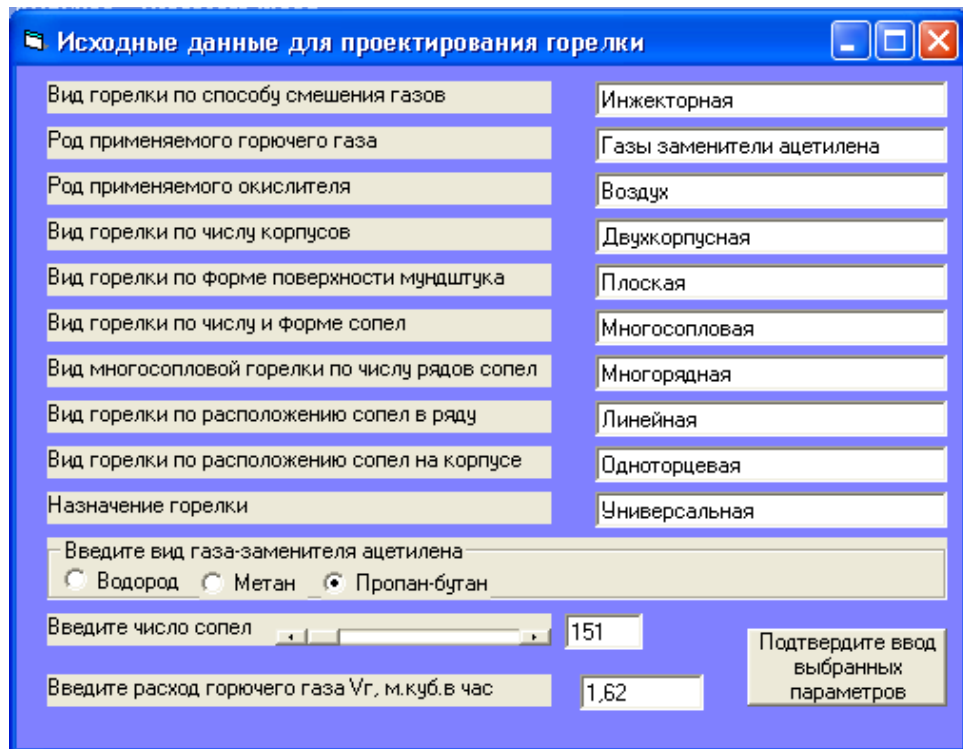 Исходные данные для проектирования горелки
Вид горелки по способу смешения газов Инжекторная
Род применяемого горючего газа Газы заменители ацетилена
Род применяемого окислителя Воздух
Вид горелки по числу корпусов Двухкорпусная
Вид горелки по форме поверхности мундштука Плоская
Вид горелки по числу и форме сопел Многосопловая
Вид многосопловой горелки по числу рядов сопел Многорядная
Вид горелки по расположению сопел в ряду Линейная
Вид горелки по расположению сопел на корпусе Одноторцевая
Назначение горелки Универсальная
Введите вид газа-заменителя ацетилена
Водород Метан Пропан-бутан
Введите число сопел 151
Введите расход горючего газа Vг, м.куб.в час 1,62
Подтвердите ввод
выбранных
параметров